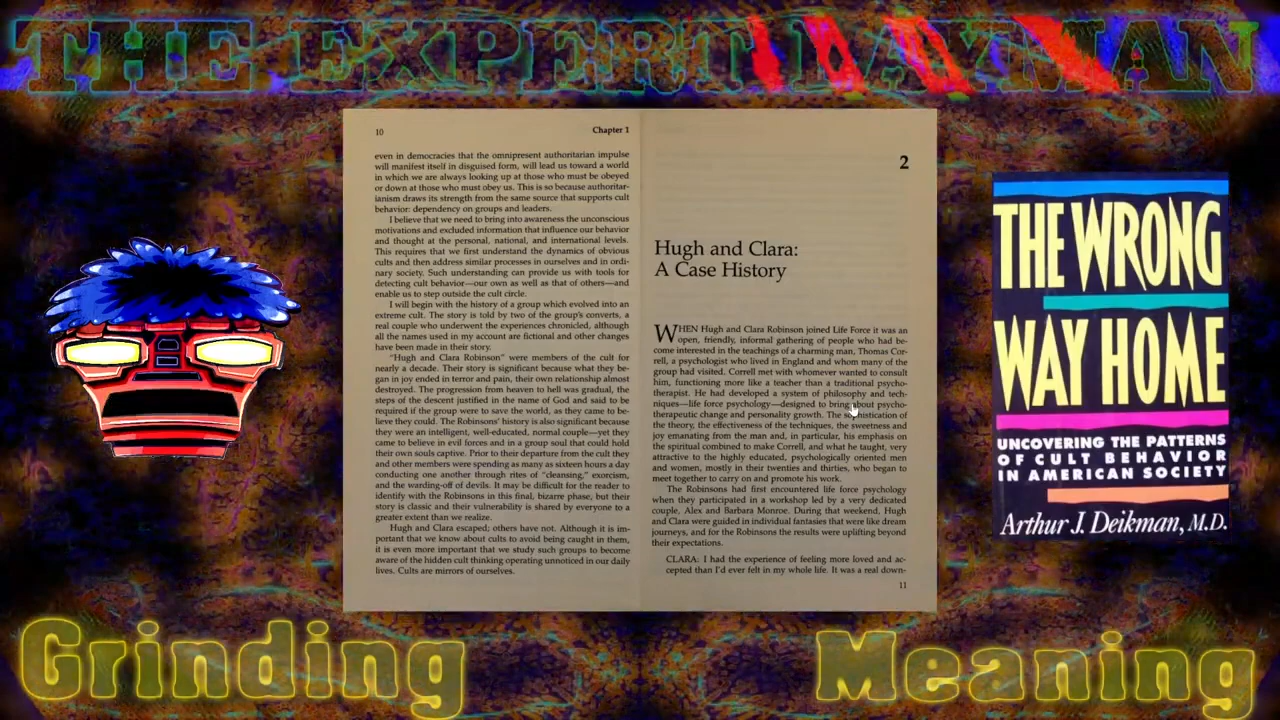 THE EXPERT LAYMAN
10
Chapter 1
even in democracies that the omnipresent authoritarian impulse
will manifest itself in disguised form, will lead us toward a world
in which we are always looking up at those who must be obeyed
or down at those who must obey us. This is so because authoritar-
ianism draws its strength from the same source that supports cult
behavior: dependency on groups and leaders.
I believe that we need to bring into awareness the unconscious
motivations and excluded information that influence our behavior
and thought at the personal, national, and international levels.
This requires that we first understand the dynamics of obvious
cults and then address similar processes in ourselves and in ordi-
nary society. Such understanding can provide us with tools for
detecting cult behavior—our own as well as that of others—and
enable us to step outside the cult circle.
I will begin with the history of a group which evolved into an
extreme cult. The story is told by two of the group's converts, a
real couple who underwent the experiences chronicled, although
all the names used in my account are fictional and other changes
have been made in their story.
"Hugh and Clara Robinson" were members of the cult for
nearly a decade. Their story is significant because what they be-
gan in joy ended in terror and pain, their own relationship almost
destroyed. The progression from heaven to hell was gradual, the
steps of the descent justified in the name of God and said to be
required if the group were to save the world, as they came to be-
lieve they could. The Robinsons' history is also significant because
they were an intelligent, well-educated, normal couple—yet they
came to believe in evil forces and in a group soul that could hold
their own souls captive. Prior to their departure from the cult they
and other members were spending as many as sixteen hours a day
conducting one another through rites of "cleansing," exorcism,
and the warding-off of devils. It may be difficult for the reader to
identify with the Robinsons in this final, bizarre phase, but their
story is classic and their vulnerability is shared by everyone to a
greater extent than we realize.
Hugh and Clara escaped; others have not. Although it is im-
portant that we know about cults to avoid being caught in them,
it is even more important that we study such groups to become
aware of the hidden cult thinking operating unnoticed in our daily
lives. Cults are mirrors of ourselves.
2
Hugh and Clara:
A Case History
WHEN Hugh and Clara Robinson joined Life Force it was an
open, friendly, informal gathering of people who had be-
come interested in the teachings of a charming man, Thomas Cor-
rell, a psychologist who lived in England and whom many of the
group had visited. Correll met with whomever wanted to consult
him, functioning more like a teacher than a traditional psycho-
therapist. He had developed a system of philosophy and tech-
niques—life force psychology—designed to bring about psycho-
therapeutic change and personality growth. The sophistication of
the theory, the effectiveness of the techniques, the sweetness and
joy emanating from the man and, in particular, his emphasis on
the spiritual combined to make Correll, and what he taught, very
attractive to the highly educated, psychologically oriented men
and women, mostly in their twenties and thirties, who began to
meet together to carry on and promote his work.
The Robinsons had first encountered life force psychology
when they participated in a workshop led by a very dedicated
couple, Alex and Barbara Monroe. During that weekend, Hugh
and Clara were guided in individual fantasies that were like dream
journeys, and for the Robinsons the results were uplifting beyond
their expectations.
CLARA: I had the experience of feeling more loved and ac-
cepted than I'd ever felt in my whole life. It was a real down-
11
THE WRONG
WAY HOME
UNCOVERING THE PATTERNS
OF CULT BEHAVIOR
IN AMERICAN SOCIETY
Arthur J. Deikman, M.D.
Grinding
Meaning